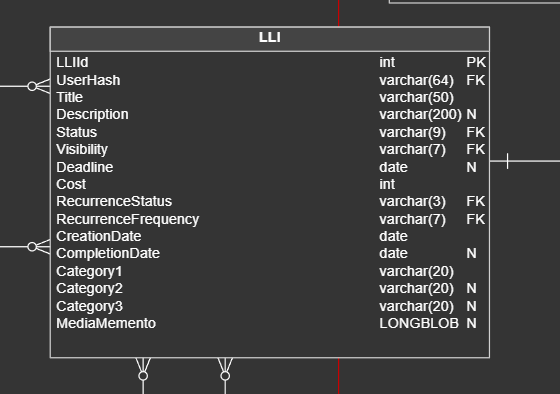 LLI
LLIId int PK
UserHash varchar(64) FK
Title varchar(50)
Description varchar(200) N
Status varchar(9) FK
Visibility varchar(7) FK
Deadline date N
Cost int
RecurrenceStatus varchar(3) FK
RecurrenceFrequency varchar(7) FK
CreationDate date
CompletionDate date N
Category1 varchar(20)
Category2 varchar(20) N
Category3 varchar(20) N
MediaMemento LONGBLOB N